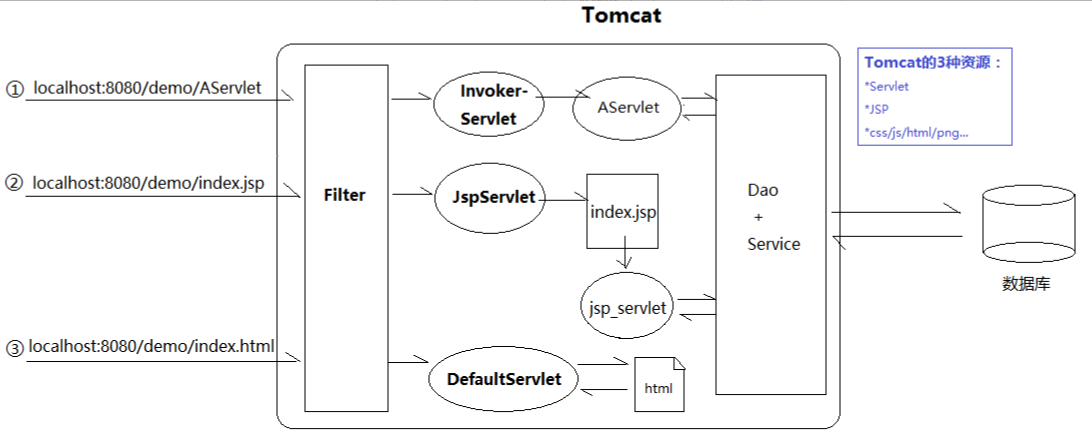 Tomcat
① localhost:8080/demo/AServlet
② localhost:8080/demo/index.jsp
③ localhost:8080/demo/index.html
Filter
Invoker-
Servlet
AServlet
JspServlet
index.jsp
jsp_servlet
DefaultServlet
html
Dao
+
Service
Tomcat的3种资源：
*Servlet
*JSP
*css/js/html/png...
数据库